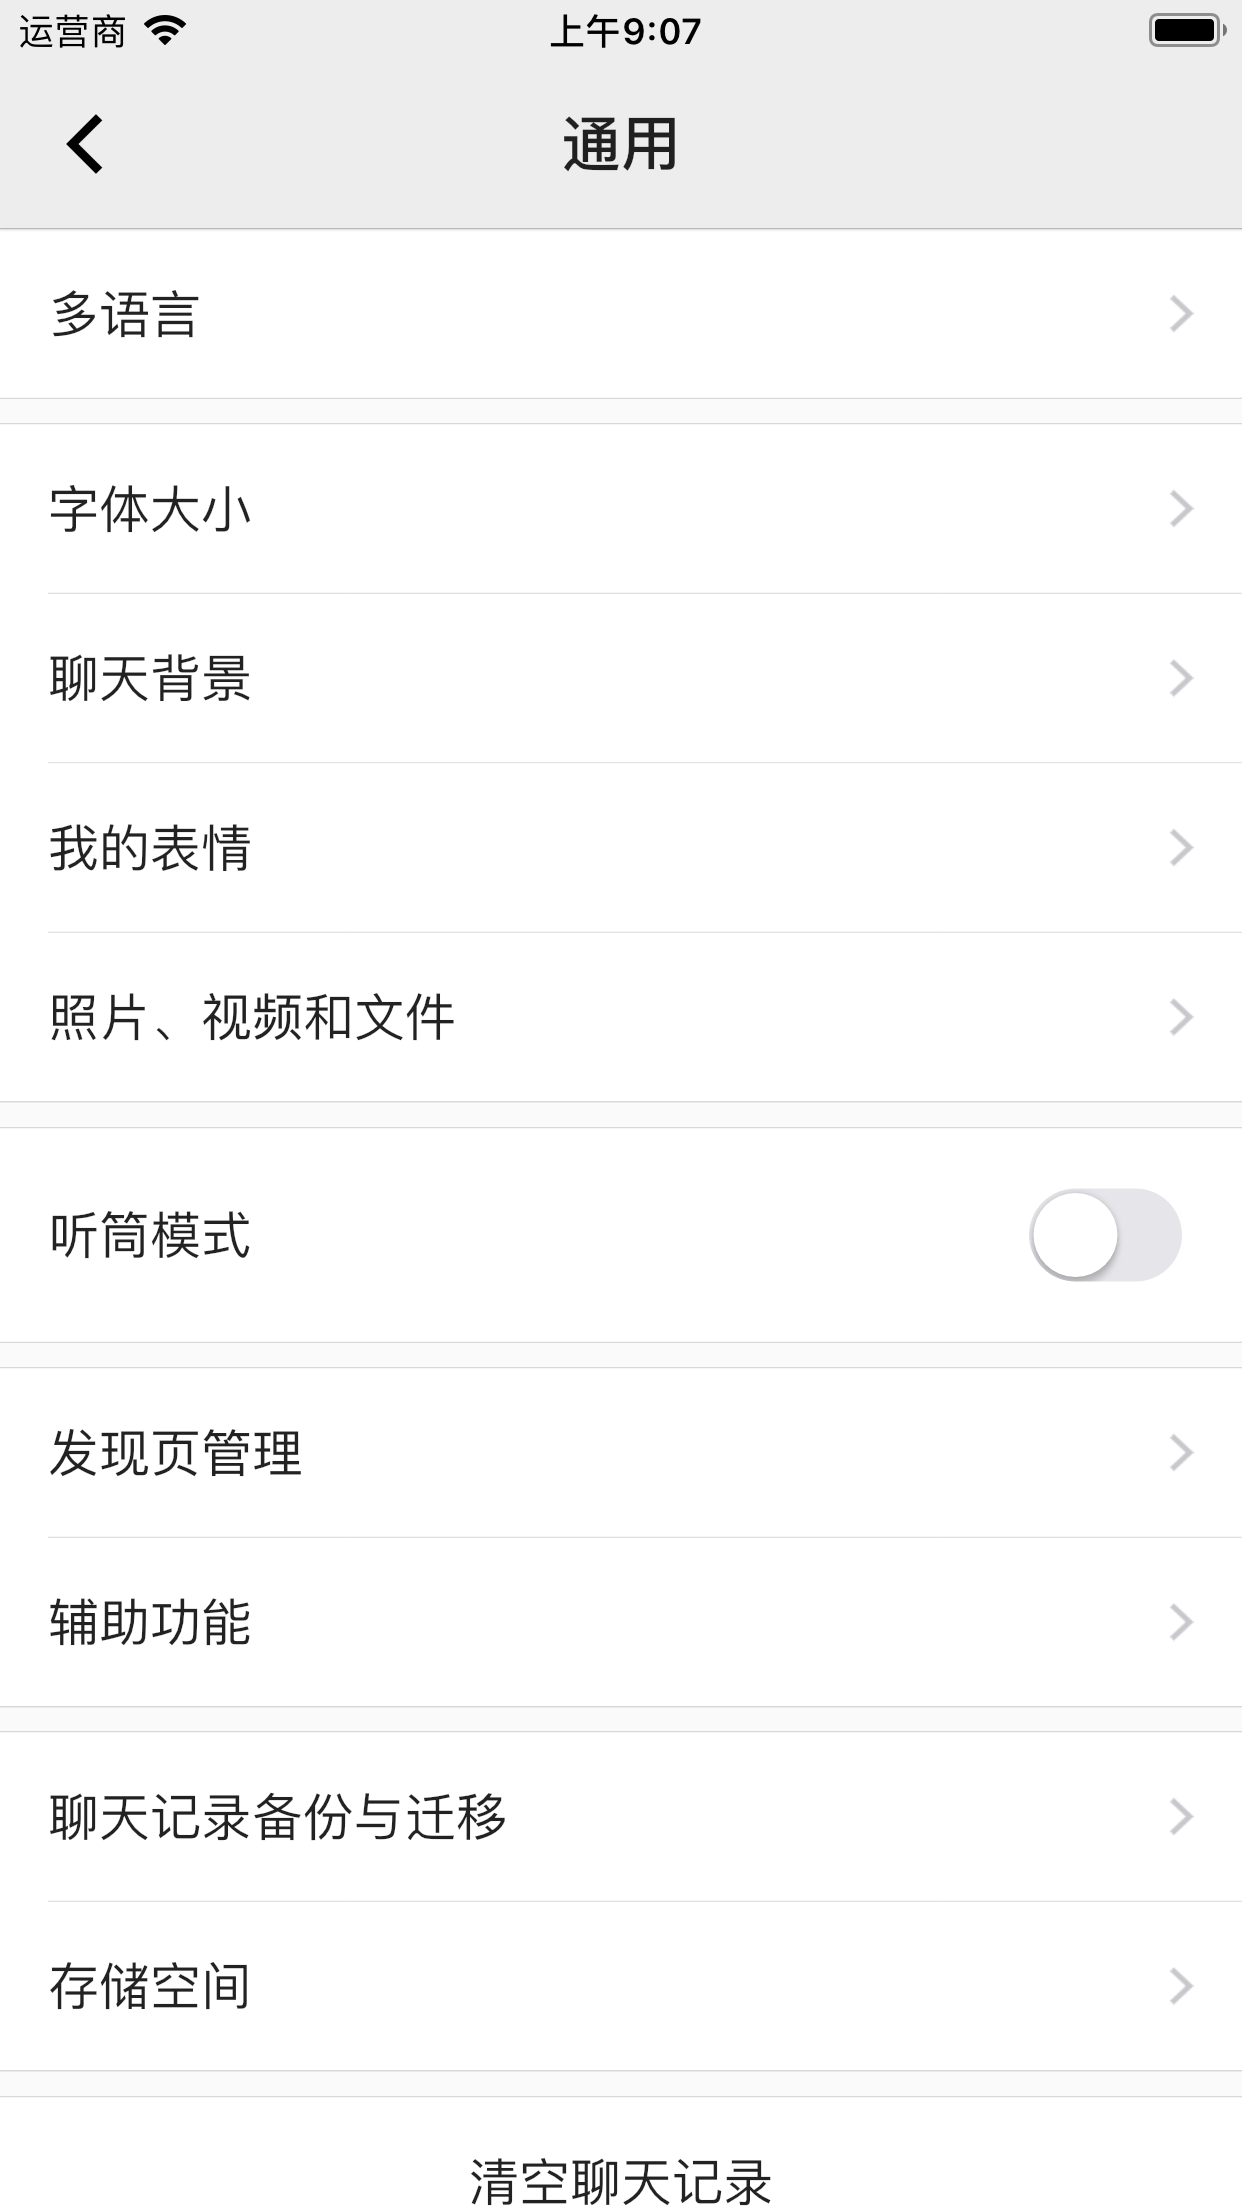 运营商 上午9:07
通用
多语言
字体大小
聊天背景
我的表情
照片、视频和文件
听筒模式
发现页管理
辅助功能
聊天记录备份与迁移
存储空间
清空聊天记录